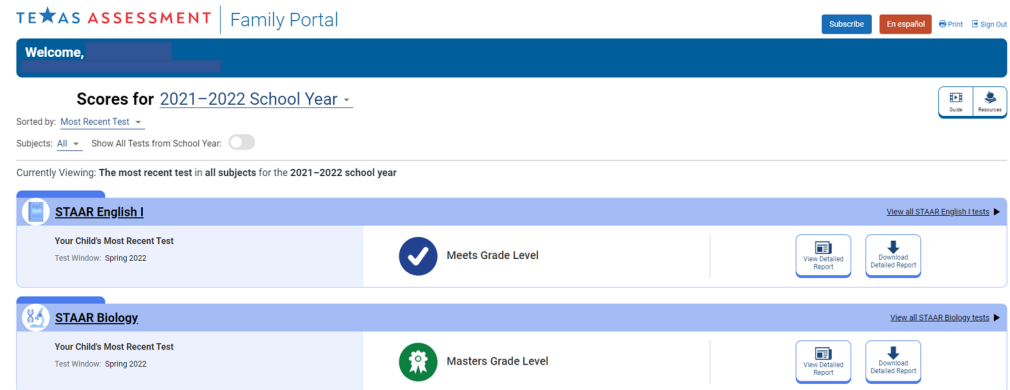 TEXAS ASSESSMENT Family Portal
Subscribe En español Print Sign Out
Welcome,
Scores for 2021–2022 School Year
Guide Resources
Sorted by: Most Recent Test
Subjects: All Show All Tests from School Year:
Currently Viewing: The most recent test in all subjects for the 2021–2022 school year
STAAR English I View all STAAR English I tests
Your Child's Most Recent Test
Test Window: Spring 2022
Meets Grade Level
View Detailed
Report
Download
Detailed Report
STAAR Biology View all STAAR Biology tests
Your Child's Most Recent Test
Test Window: Spring 2022
Masters Grade Level
View Detailed
Report
Download
Detailed Report